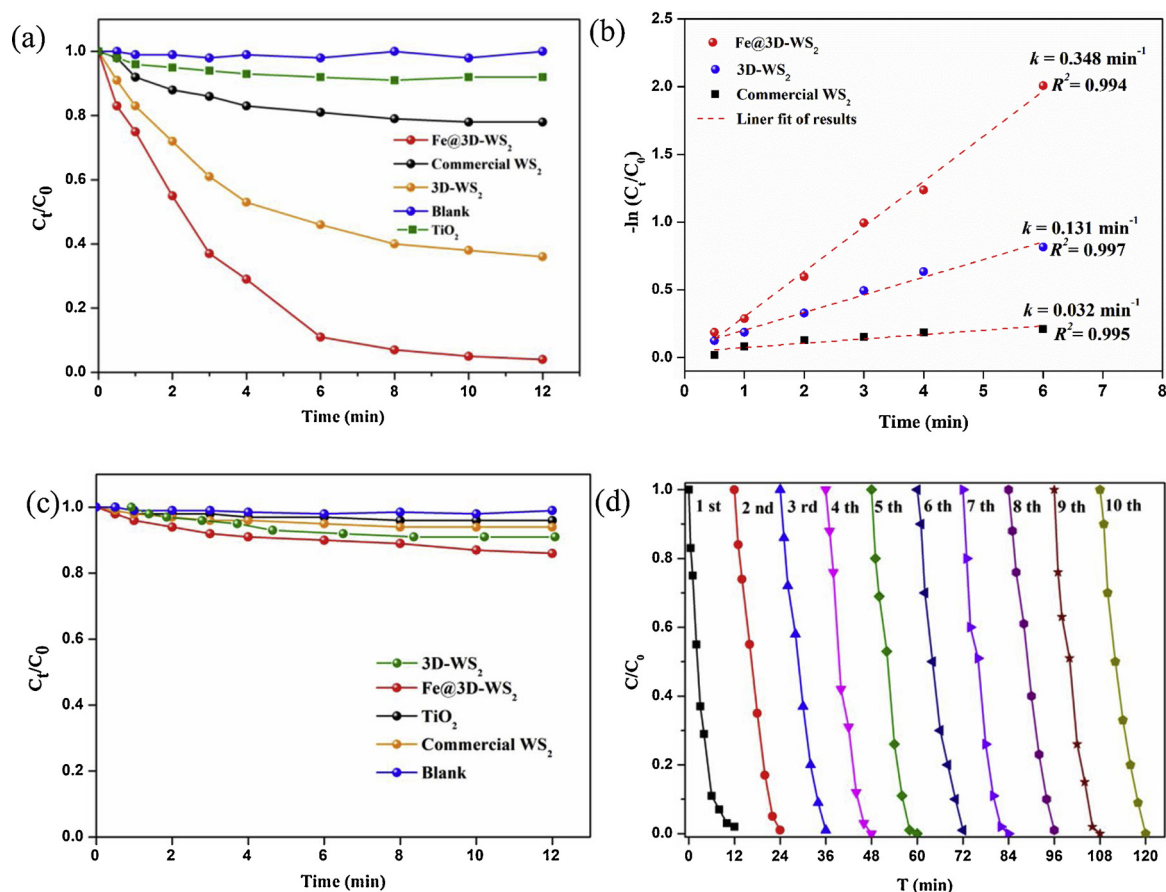 (a)
1.0
0.8
0.6
0.4
0.2
0.0
Ct/C0
Fe@3D-WS2
Commercial WS2
3D-WS2
Blank
TiO2
0 2 4 6 8 10 12
Time (min)
(b)
2.5
2.0
1.5
1.0
0.5
0.0
-ln (Ct/C0)
Fe@3D-WS2
3D-WS2
Commercial WS2
Liner fit of results
k = 0.348 min-1
R2= 0.994
k = 0.131 min-1
R2= 0.997
k = 0.032 min-1
R2= 0.995
0 1 2 3 4 5 6 7 8
Time (min)
(c)
1.0
0.8
0.6
0.4
0.2
0.0
Ct/C0
3D-WS2
Fe@3D-WS2
TiO2
Commercial WS2
Blank
0 2 4 6 8 10 12
Time (min)
(d)
1.0
0.8
0.6
0.4
0.2
0.0
C/C0
1 st 2 nd 3 rd 4 th 5 th 6 th 7 th 8 th 9 th 10 th
0 12 24 36 48 60 72 84 96 108 120
T (min)